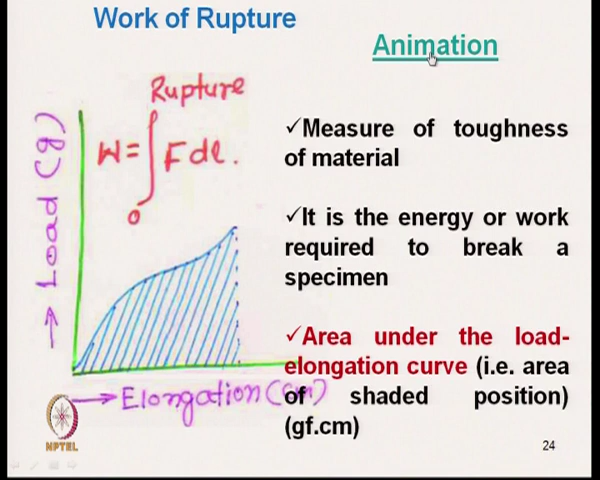 Work of Rupture
Animation
Rupture
W = ∫ Fdl.
0
→ Load (g)
→ Elongation (cm)
✓Measure of toughness
of material
✓It is the energy or work
required to break a
specimen
✓Area under the load-
elongation curve (i.e. area
of shaded position)
(gf.cm)
NPTEL
24